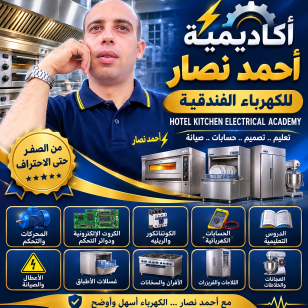 أكاديمية
أحمد نصار
للكهرباء الفندقية
HOTEL KITCHEN ELECTRICAL ACADEMY
تعليم .. تصميم .. حسابات .. صيانة
أحمد نصار
من الصفر
حتى الاحتراف
الدروس
التعليمية
الحسابات
الكهربائية
الكونتاكتور
والريليه
الكروت الإلكترونية
ودوائر التحكم
المحركات
والتحكم
العجانات
والخلاطات
الثلاجات والفريزرات
الأفران والسخانات
غسالات الأطباق
الأعطال
والصيانة
مع أحمد نصار ... الكهرباء أسهل وأوضح